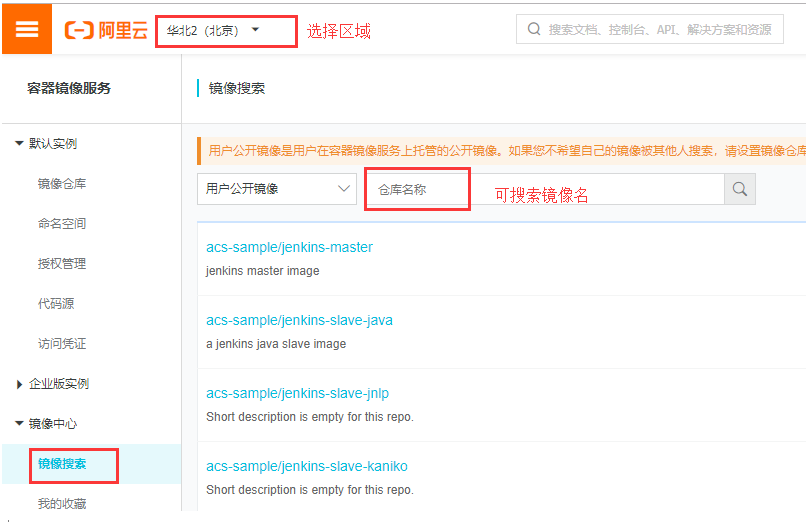 阿里云 华北2（北京） 选择区域 搜索文档、控制台、API、解决方案和资源
容器镜像服务
默认实例
镜像仓库
命名空间
授权管理
代码源
访问凭证
企业版实例
镜像中心
镜像搜索
我的收藏
镜像搜索
用户公开镜像是用户在容器镜像服务上托管的公开镜像。如果您不希望自己的镜像被其他人搜索，请设置镜像仓库
用户公开镜像 仓库名称 可搜索镜像名
acs-sample/jenkins-master
jenkins master image
acs-sample/jenkins-slave-java
a jenkins java slave image
acs-sample/jenkins-slave-jnlp
Short description is empty for this repo.
acs-sample/jenkins-slave-kaniko
Short description is empty for this repo.